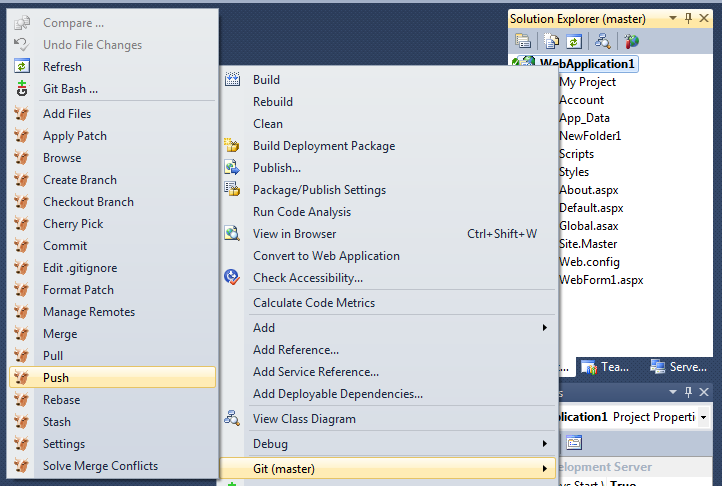 Compare ...
Undo File Changes
Refresh
Git Bash ...
Add Files
Apply Patch
Browse
Create Branch
Checkout Branch
Cherry Pick
Commit
Edit .gitignore
Format Patch
Manage Remotes
Merge
Pull
Push
Rebase
Stash
Settings
Solve Merge Conflicts
Build
Rebuild
Clean
Build Deployment Package
Publish...
Package/Publish Settings
Run Code Analysis
View in Browser Ctrl+Shift+W
Convert to Web Application
Check Accessibility...
Calculate Code Metrics
Add
Add Reference...
Add Service Reference...
Add Deployable Dependencies...
View Class Diagram
Debug
Git (master)
Solution Explorer (master)
WebApplication1
My Project
Account
App_Data
NewFolder1
Scripts
Styles
About.aspx
Default.aspx
Global.asax
Site.Master
Web.config
WebForm1.aspx
... Tea... Serve...
plication1 Project Properti
elopment Server
True